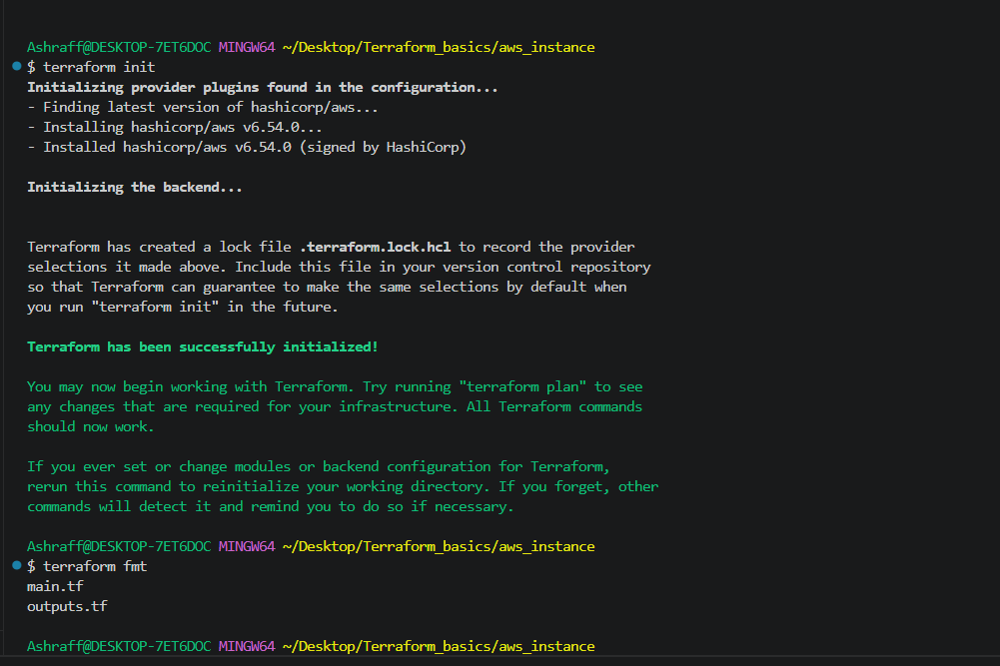 Ashraff@DESKTOP-7ET6DOC MINGW64 ~/Desktop/Terraform_basics/aws_instance
$ terraform init
Initializing provider plugins found in the configuration...
- Finding latest version of hashicorp/aws...
- Installing hashicorp/aws v6.54.0...
- Installed hashicorp/aws v6.54.0 (signed by HashiCorp)
Initializing the backend...
Terraform has created a lock file .terraform.lock.hcl to record the provider
selections it made above. Include this file in your version control repository
so that Terraform can guarantee to make the same selections by default when
you run "terraform init" in the future.
Terraform has been successfully initialized!
You may now begin working with Terraform. Try running "terraform plan" to see
any changes that are required for your infrastructure. All Terraform commands
should now work.
If you ever set or change modules or backend configuration for Terraform,
rerun this command to reinitialize your working directory. If you forget, other
commands will detect it and remind you to do so if necessary.
Ashraff@DESKTOP-7ET6DOC MINGW64 ~/Desktop/Terraform_basics/aws_instance
$ terraform fmt
main.tf
outputs.tf
Ashraff@DESKTOP-7ET6DOC MINGW64 ~/Desktop/Terraform_basics/aws_instance